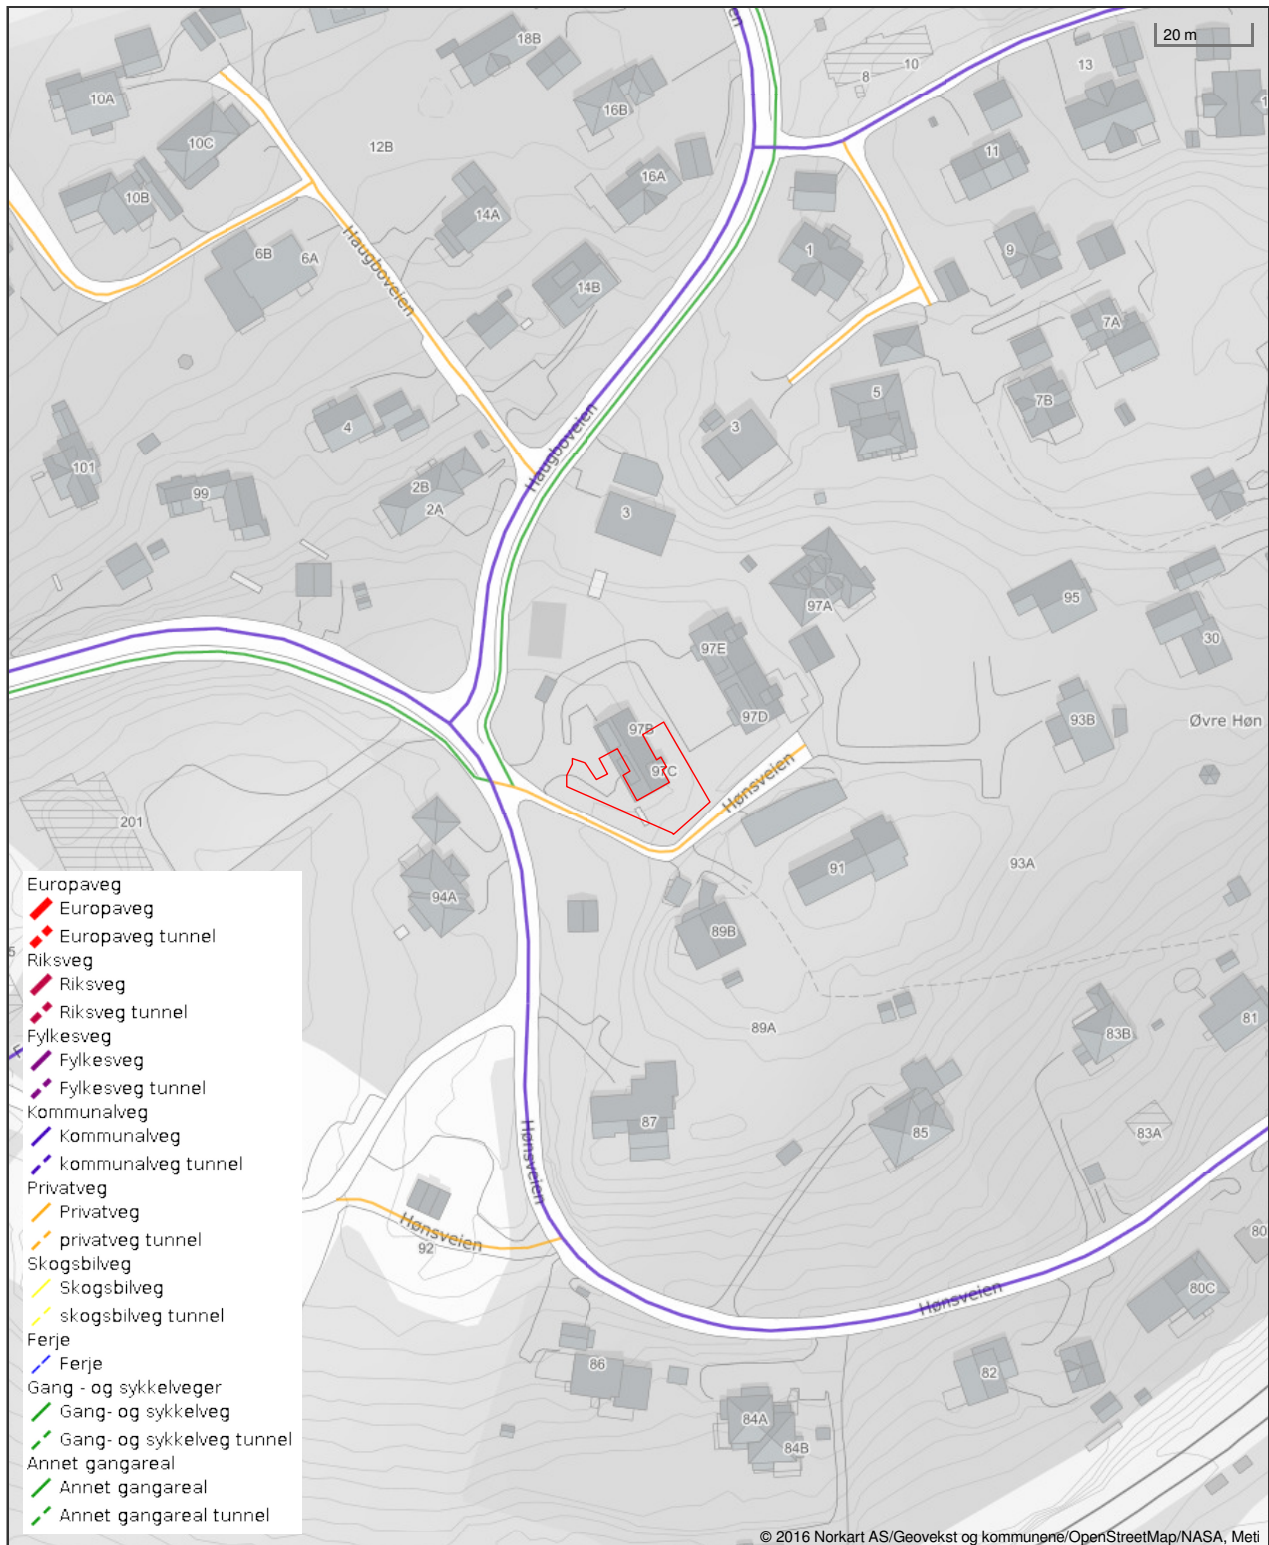 en
20 m
18B
10
8
13
10A
16B
10C
12B
11
16A
10B
14A
1
9
6B
6A
Haugboveien
14B
7A
5
7B
4
3
Haugboveien
101
2B
99
2A
3
97A
95
97E
30
97D
93B
Øvre Høn
97B
97C
Hønsveien
201
91
93A
94A
89B
89A
81
83B
87
85
83A
Hønsveien
Hønsveien
92
80
80C
Hønsveien
86
82
84A
84B
Europaveg
Europaveg
Europaveg tunnel
Riksveg
Riksveg
Riksveg tunnel
Fylkesveg
Fylkesveg
Fylkesveg tunnel
Kommunalveg
Kommunalveg
kommunalveg tunnel
Privatveg
Privatveg
privatveg tunnel
Skogsbilveg
Skogsbilveg
skogsbilveg tunnel
Ferje
Ferje
Gang - og sykkelveger
Gang- og sykkelveg
Gang- og sykkelveg tunnel
Annet gangareal
Annet gangareal
Annet gangareal tunnel
© 2016 Norkart AS/Geovekst og kommunene/OpenStreetMap/NASA, Meti